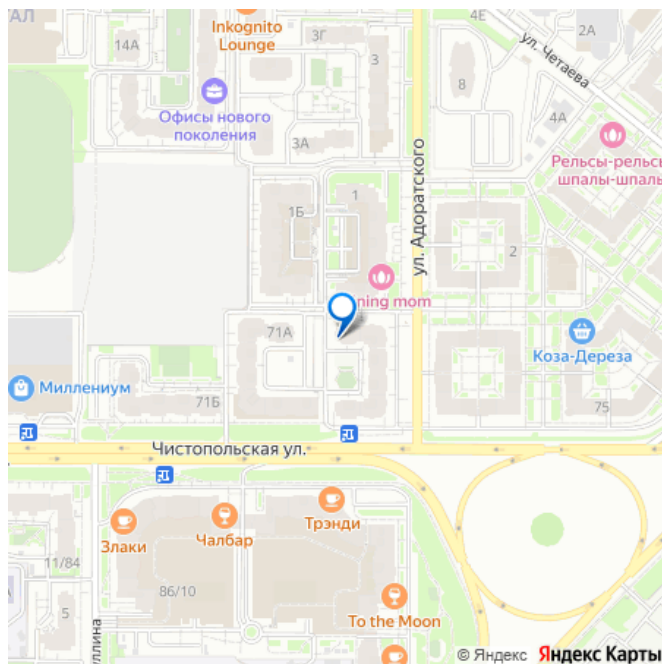 АЛ
14А
Inkognito
Lounge
3Г
3
4Е
2А
ул. Четаева
8
Офисы нового
поколения
3А
4А
Рельсы-рельсы
шпалы-шпалы
1Б
1
ул. Адоратского
2
ning mom
71А
Коза-Дереза
Миллениум
71Б
75
Чистопольская ул.
Злаки
Чалбар
Трэнди
11/84
86/10
5
To the Moon
уллина
© Яндекс Яндекс Карты